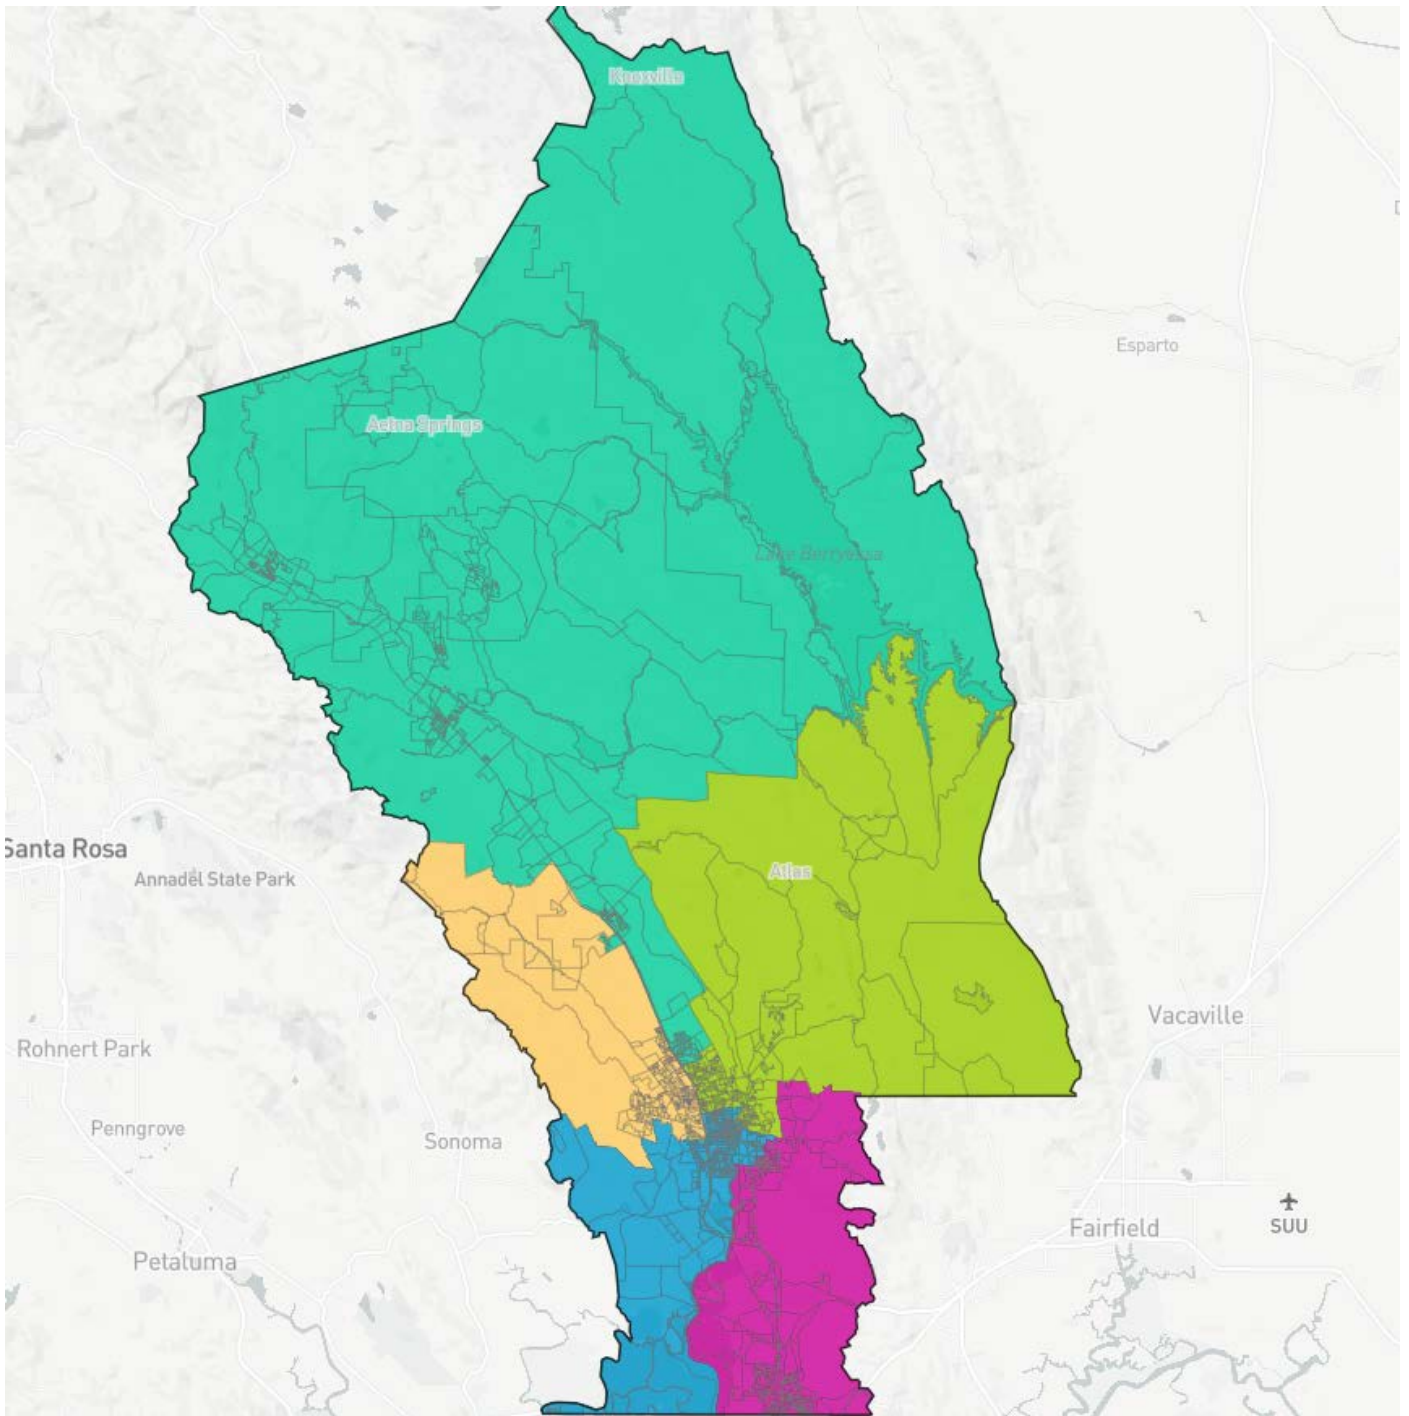 Knoxville
Esparto
Aetna Springs
Lake Berryessa
Santa Rosa
Annadel State Park
Atlas
Vacaville
Rohnert Park
Penngrove
Sonoma
Fairfield
SUU
Petaluma